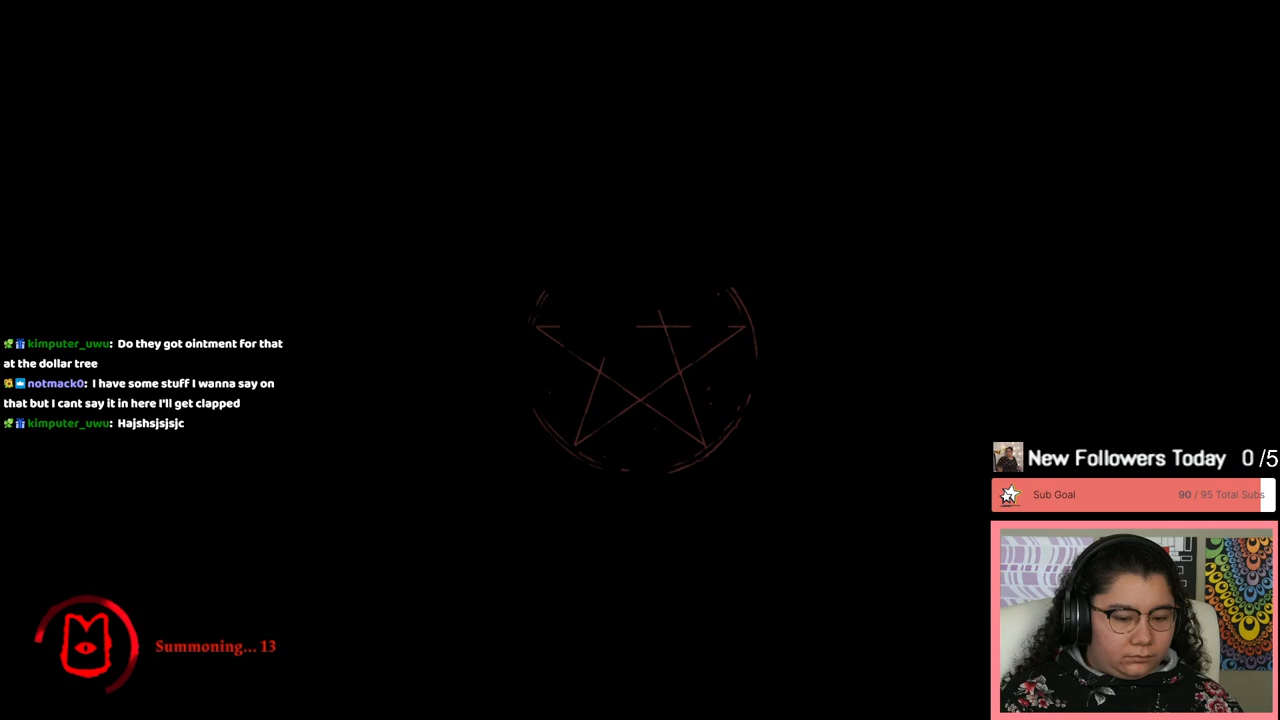 kimputer_uwu: Do they got ointment for that
at the dollar tree
notmack0: I have some stuff I wanna say on
that but I cant say it in here I'll get clapped
kimputer_uwu: Hajshsjsjsjc
New Followers Today 0 /5
Sub Goal 90 / 95 Total Subs
Summoning... 13